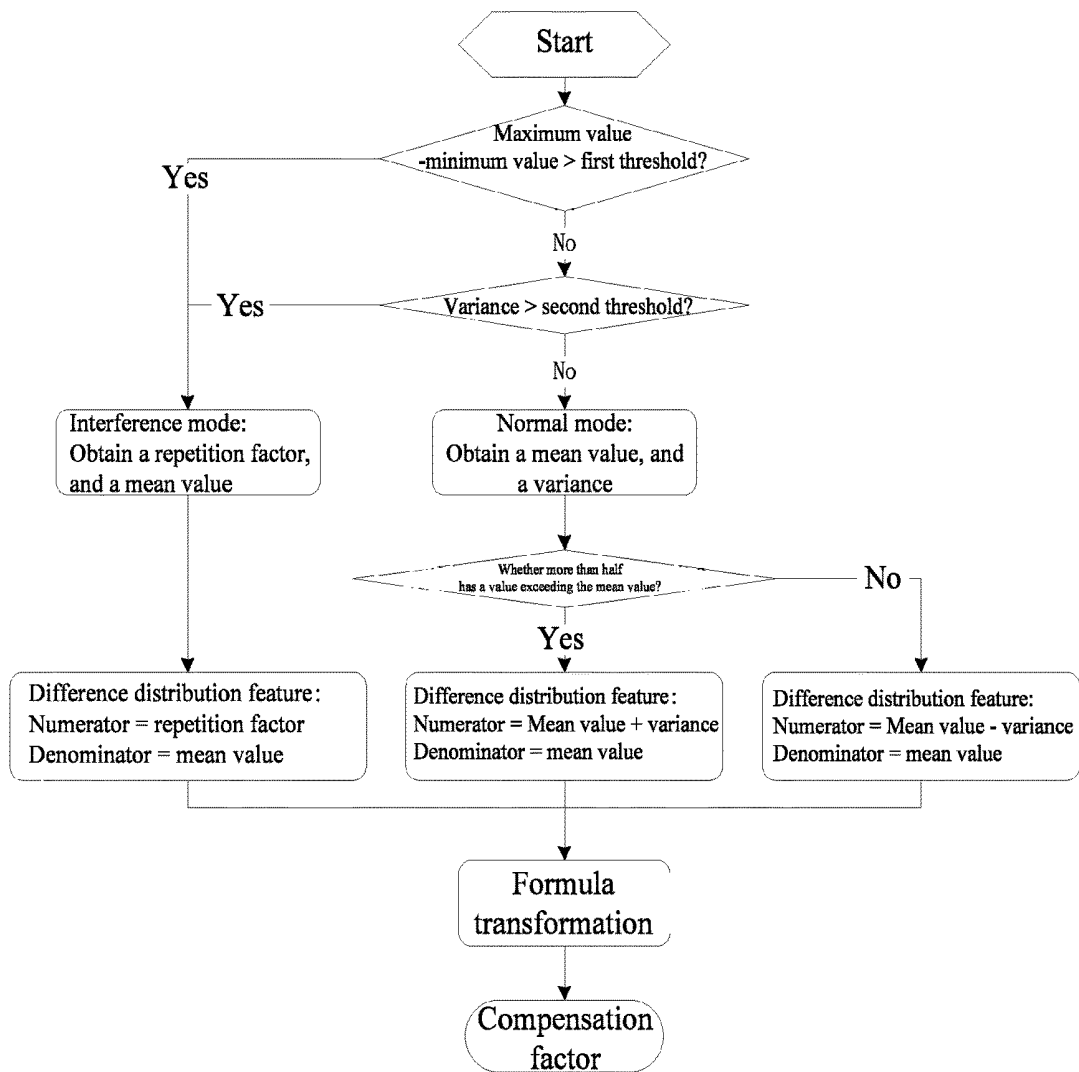 Start
Maximum value
-minimum value > first threshold?
Yes
No
Variance > second threshold?
Yes
No
Interference mode:
Obtain a repetition factor,
and a mean value
Normal mode:
Obtain a mean value, and
a variance
Whether more than half
has a value exceeding the mean value?
No
Yes
Difference distribution feature:
Numerator = repetition factor
Denominator = mean value
Difference distribution feature:
Numerator = Mean value + variance
Denominator = mean value
Difference distribution feature:
Numerator = Mean value - variance
Denominator = mean value
Formula
transformation
Compensation
factor